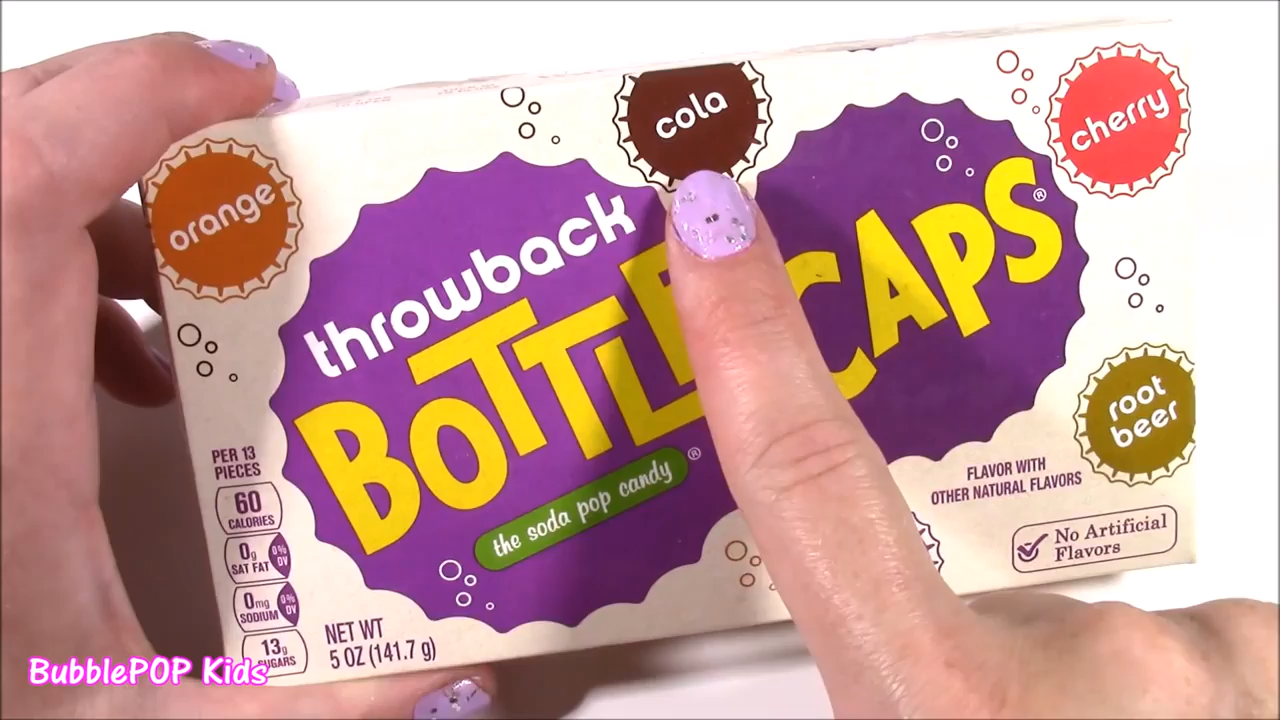 orange
cola
cherry
throwback
BOTTLECAPS®
the soda pop candy®
root
beer
FLAVOR WITH
OTHER NATURAL FLAVORS
No Artificial
Flavors
PER 13
PIECES
60
CALORIES
0g
SAT FAT
0%
DV
0mg
SODIUM
0%
DV
13g
SUGARS
NET WT
5 OZ (141.7 g)
BubblePOP Kids